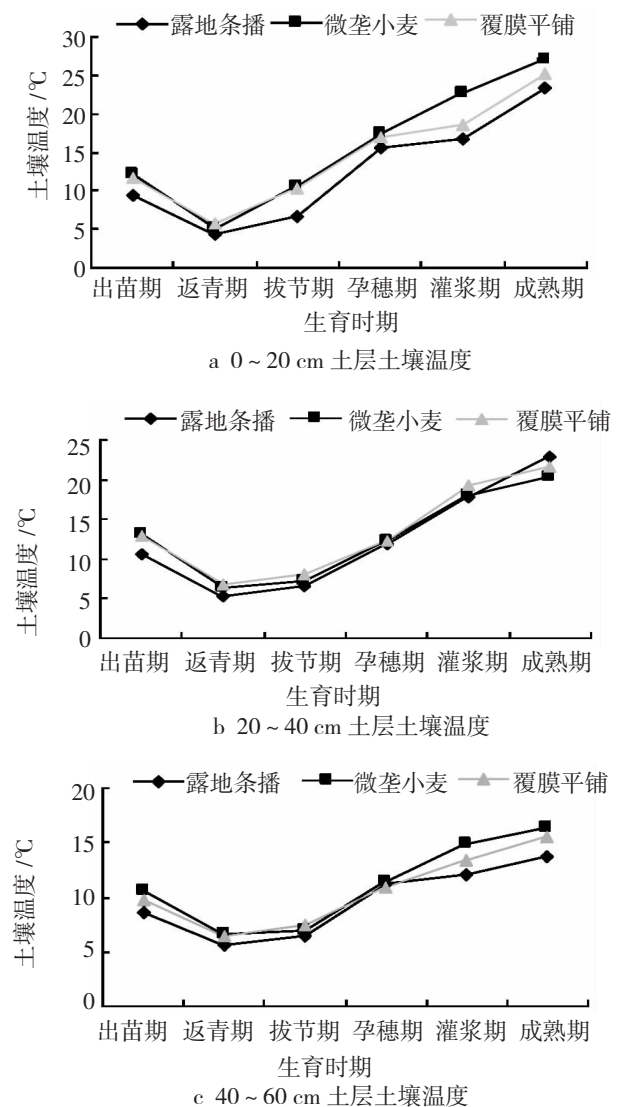 露地条播 微垄小麦 覆膜平铺
30
25
20
15
10
5
0
土壤温度/℃
出苗期 返青期 拔节期 孕穗期 灌浆期 成熟期
生育时期
a 0~20 cm 土层土壤温度
露地条播 微垄小麦 覆膜平铺
25
20
15
10
5
0
土壤温度/℃
出苗期 返青期 拔节期 孕穗期 灌浆期 成熟期
生育时期
b 20~40 cm 土层土壤温度
露地条播 微垄小麦 覆膜平铺
20
15
10
5
0
土壤温度/℃
出苗期 返青期 拔节期 孕穗期 灌浆期 成熟期
生育时期
c 40~60 cm 土层土壤温度